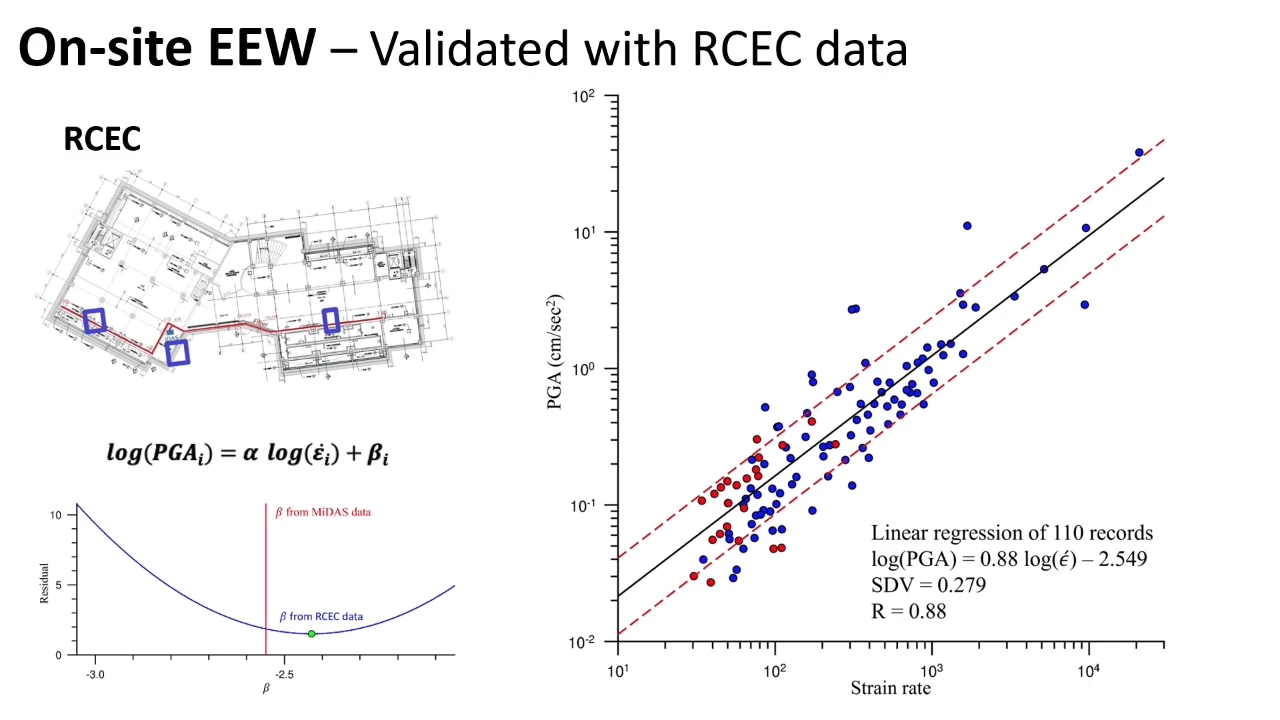 On-site EEW – Validated with RCEC data
RCEC
log(PGAᵢ) = α log(ε̇ᵢ) + βᵢ
β from MiDAS data
β from RCEC data
Residual
10
5
0
-3.0
-2.5
β
PGA (cm/sec²)
10²
10¹
10⁰
10⁻¹
10⁻²
10¹
10²
10³
10⁴
Strain rate
Linear regression of 110 records
log(PGA) = 0.88 log(έ) – 2.549
SDV = 0.279
R = 0.88